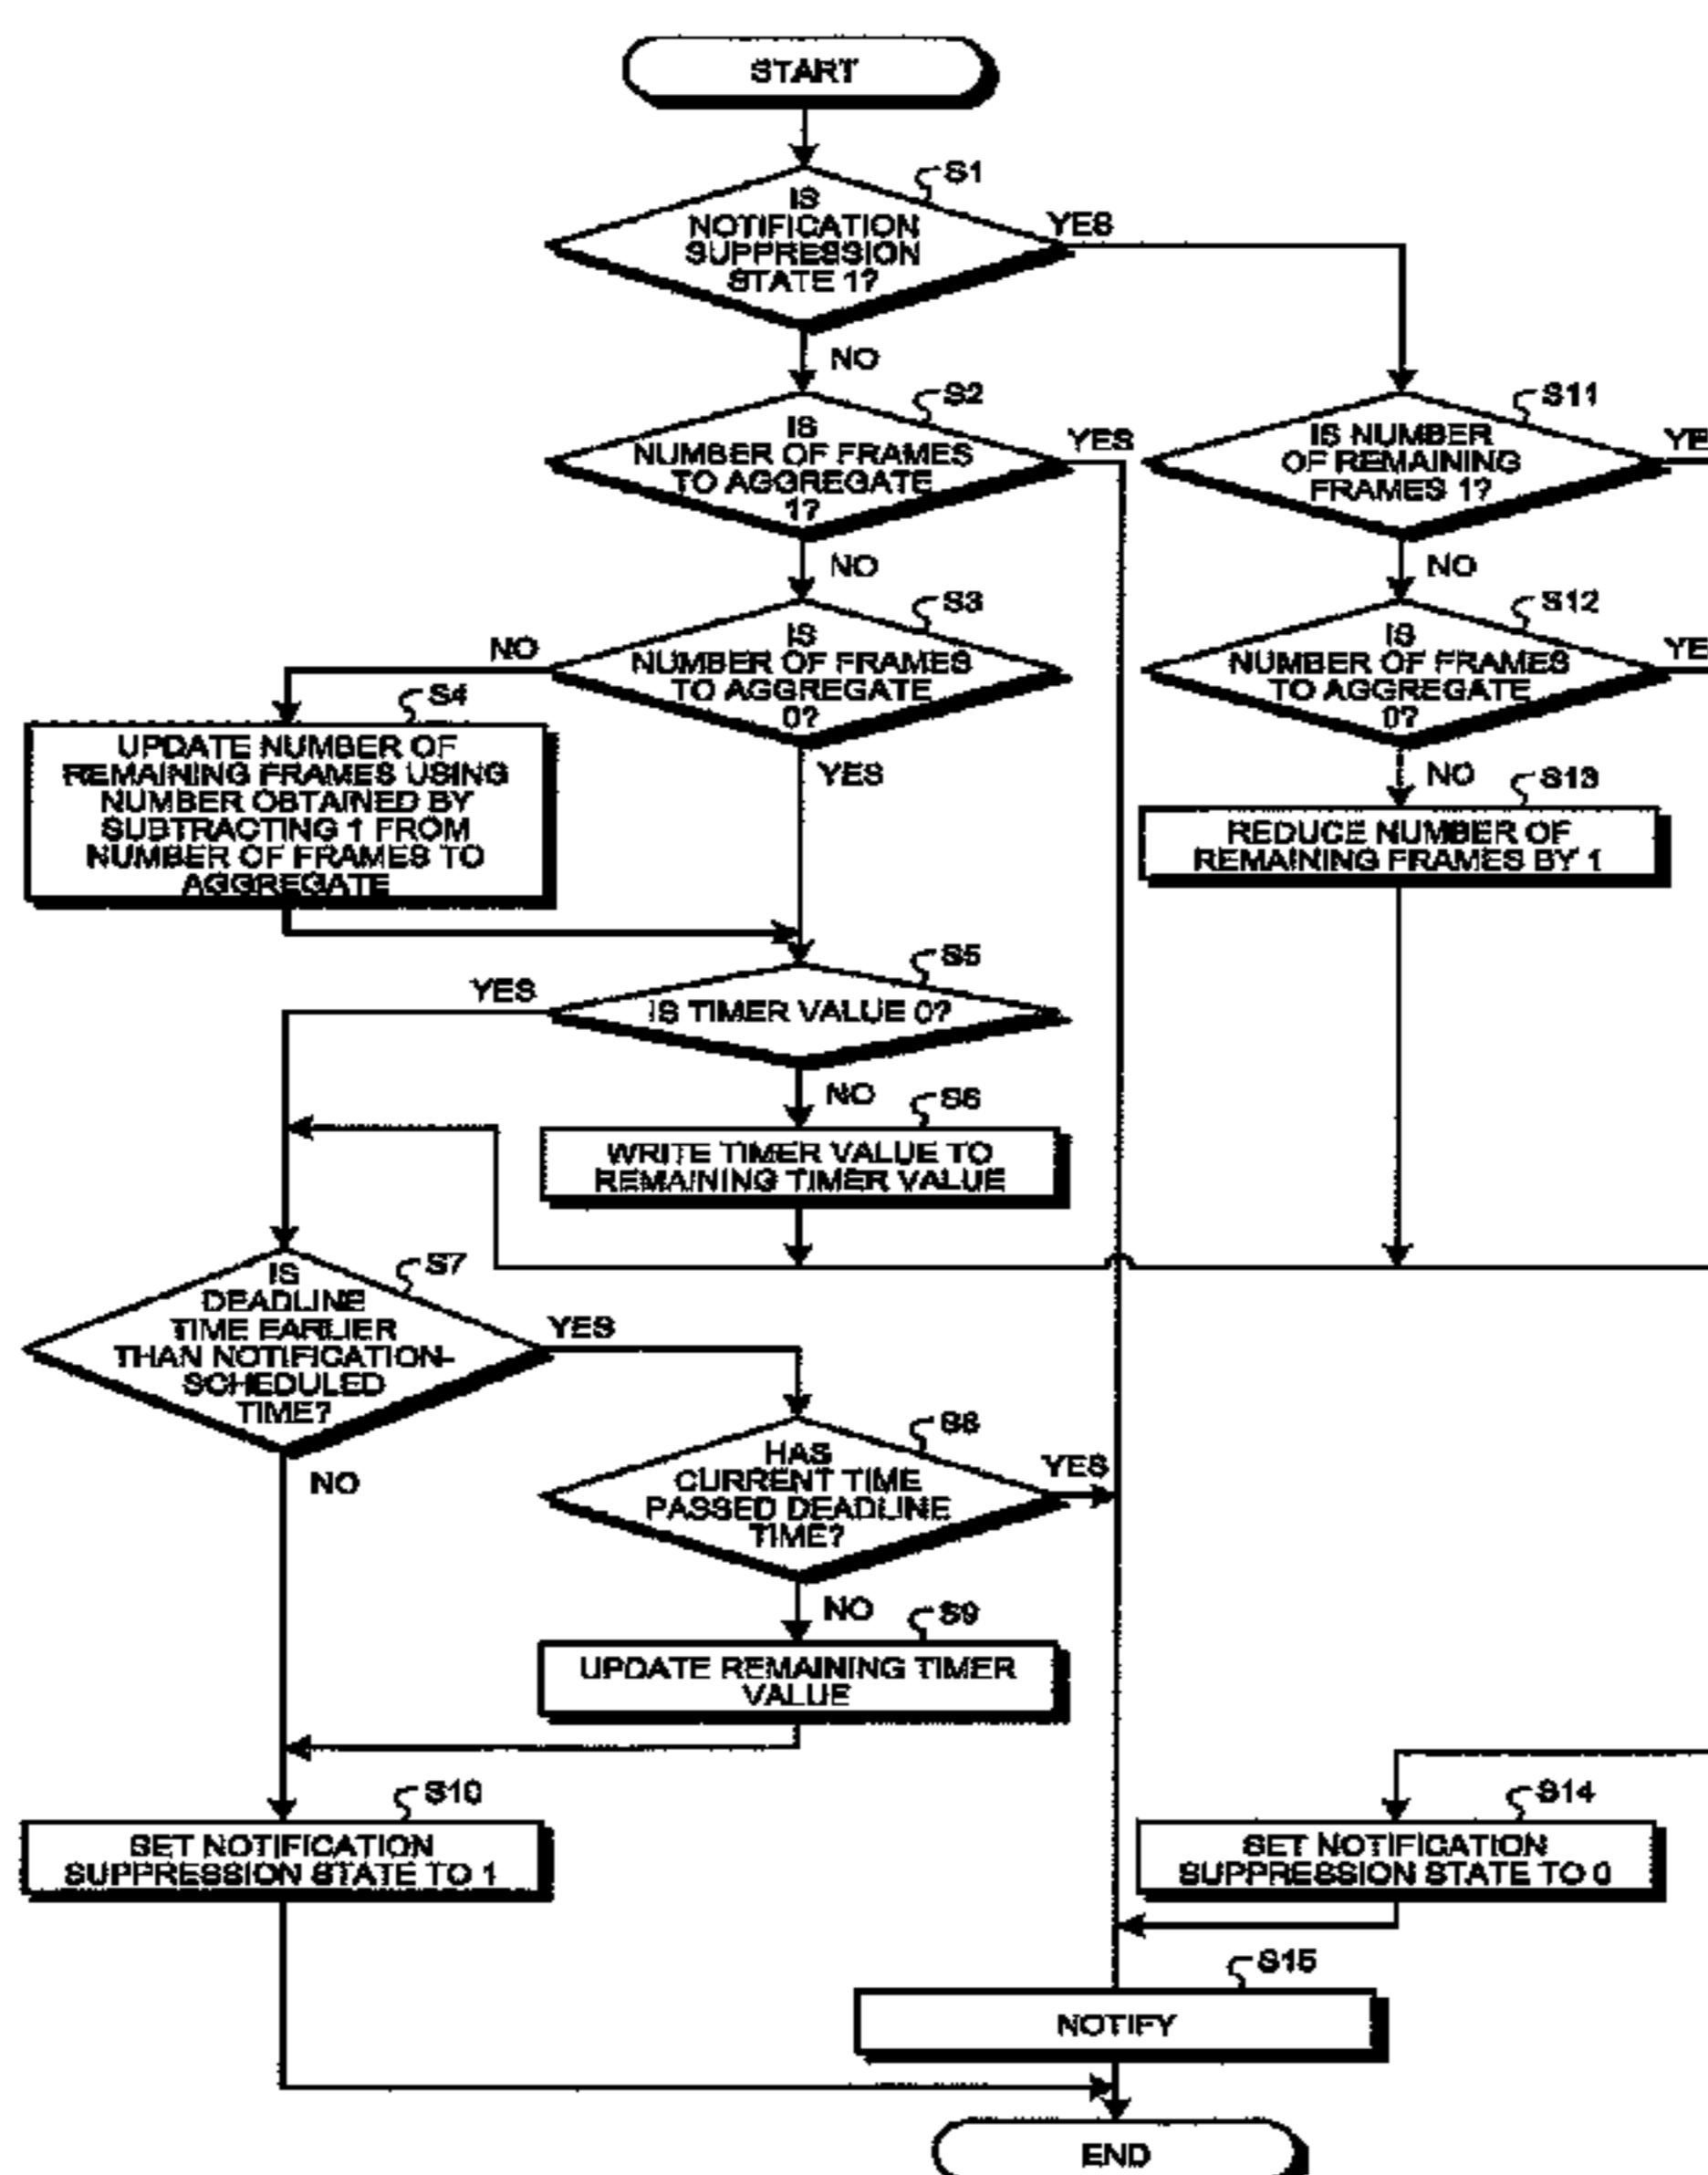 START
S1
IS
NOTIFICATION
SUPPRESSION
STATE 1?
YES
NO
S2
IS
NUMBER OF FRAMES
TO AGGREGATE
1?
YES
S11
IS NUMBER
OF REMAINING
FRAMES 1?
YE
NO
NO
S3
IS
NUMBER OF FRAMES
TO AGGREGATE
0?
NO
YES
S12
IS
NUMBER OF FRAMES
TO AGGREGATE
0?
YE
NO
S4
UPDATE NUMBER OF
REMAINING FRAMES USING
NUMBER OBTAINED BY
SUBTRACTING 1 FROM
NUMBER OF FRAMES TO
AGGREGATE
S13
REDUCE NUMBER OF
REMAINING FRAMES BY 1
S5
IS TIMER VALUE 0?
YES
NO
S6
WRITE TIMER VALUE TO
REMAINING TIMER VALUE
S7
IS
DEADLINE
TIME EARLIER
THAN NOTIFICATION-
SCHEDULED
TIME?
YES
NO
S8
HAS
CURRENT TIME
PASSED DEADLINE
TIME?
YES
NO
S9
UPDATE REMAINING TIMER
VALUE
S10
SET NOTIFICATION
SUPPRESSION STATE TO 1
S14
SET NOTIFICATION
SUPPRESSION STATE TO 0
S15
NOTIFY
END